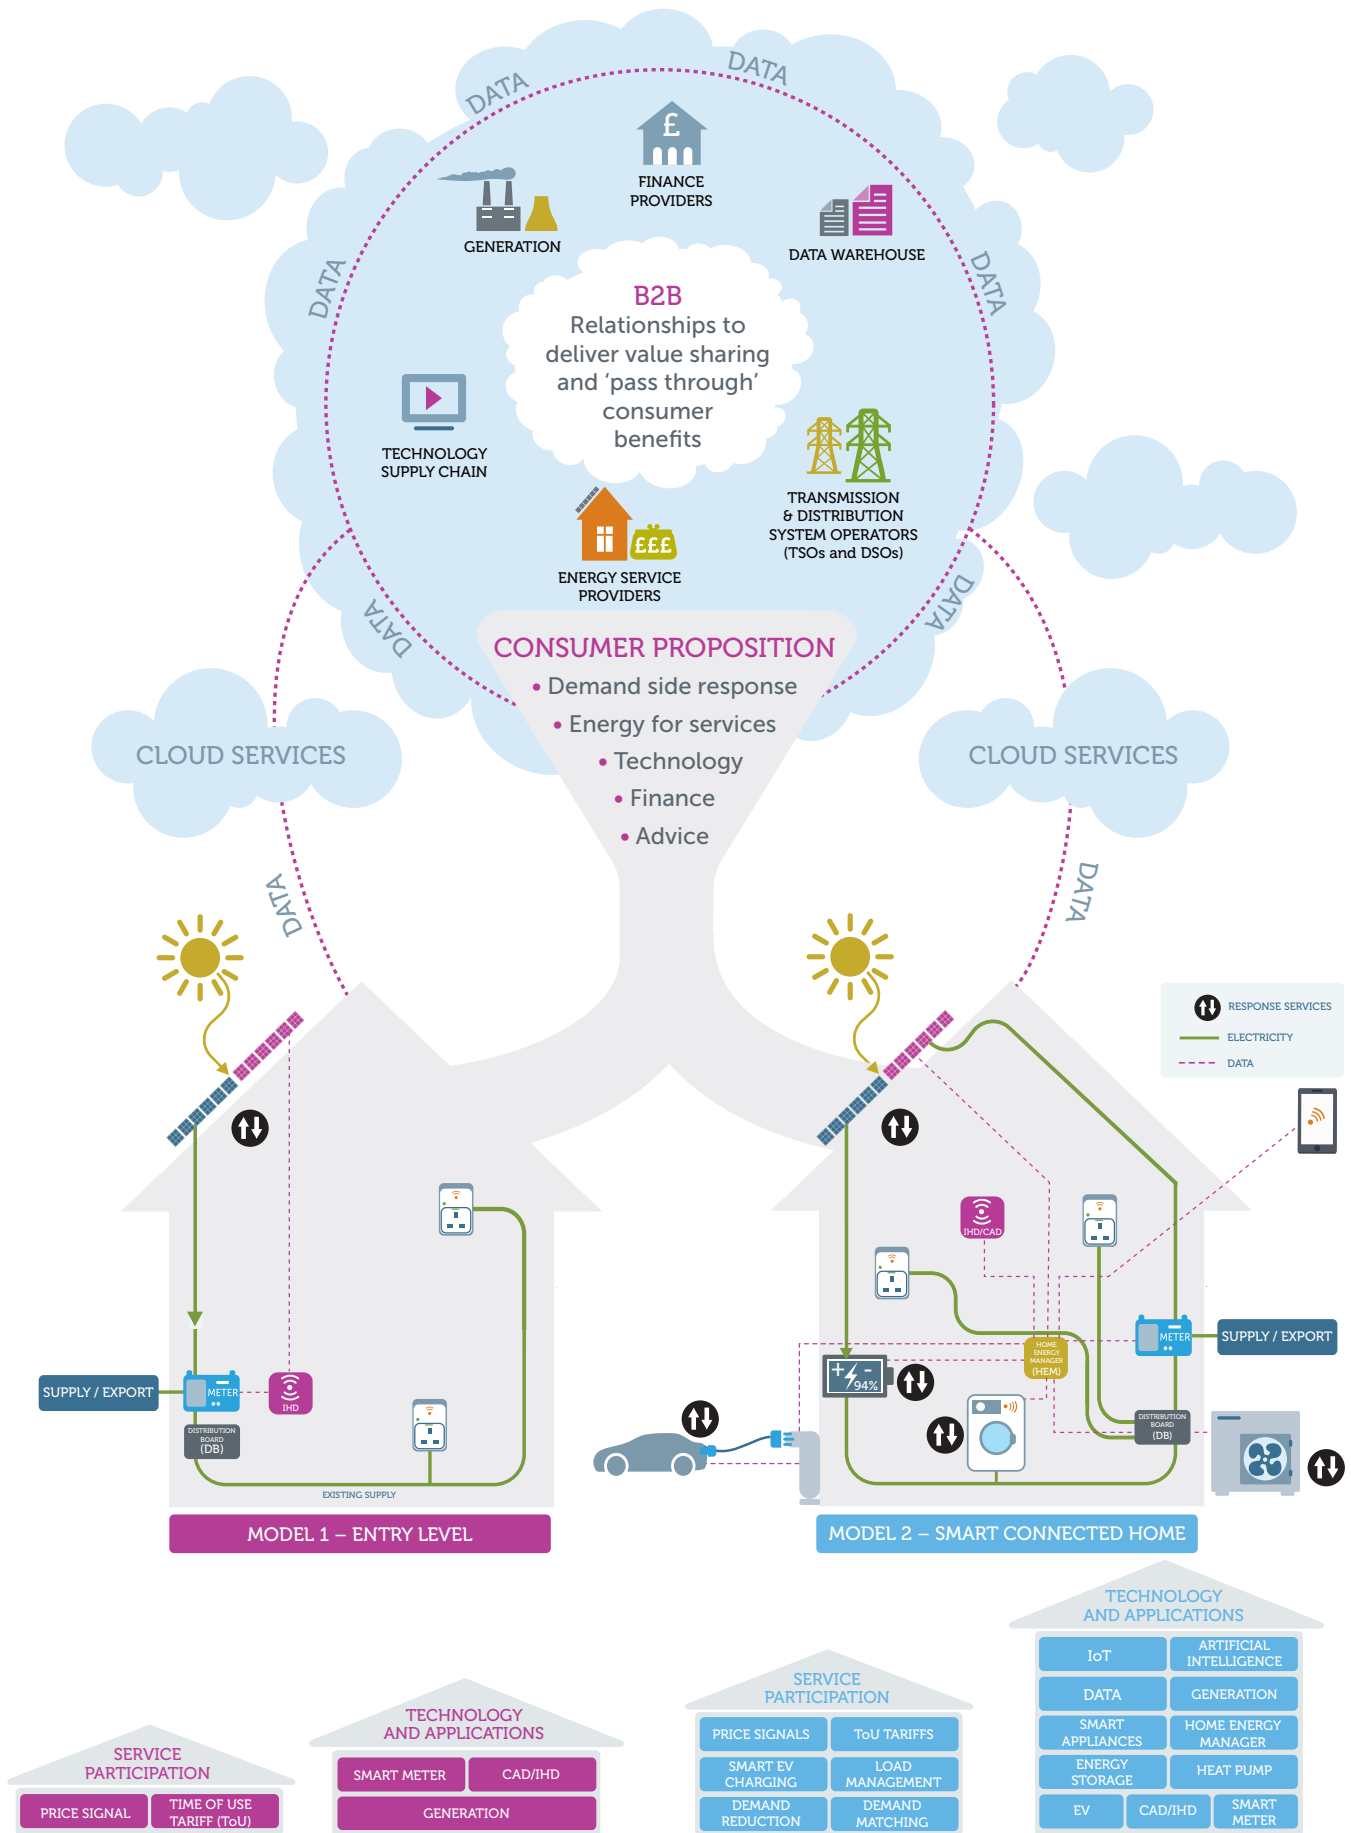 DATA
DATA
£
FINANCE
PROVIDERS
GENERATION
DATA WAREHOUSE
DATA
DATA
B2B
Relationships to
deliver value sharing
and ‘pass through’
consumer
benefits
TECHNOLOGY
SUPPLY CHAIN
TRANSMISSION
& DISTRIBUTION
SYSTEM OPERATORS
(TSOs and DSOs)
£££
ENERGY SERVICE
PROVIDERS
DATA
DATA
CONSUMER PROPOSITION
• Demand side response
• Energy for services
• Technology
• Finance
• Advice
CLOUD SERVICES
CLOUD SERVICES
DATA
DATA
RESPONSE SERVICES
ELECTRICITY
DATA
SUPPLY / EXPORT
METER
IHD
DISTRIBUTION
BOARD
(DB)
EXISTING SUPPLY
MODEL 1 – ENTRY LEVEL
IHD/CAD
HOME
ENERGY
MANAGER
(HEM)
METER
SUPPLY / EXPORT
+ -
94%
DISTRIBUTION
BOARD
(DB)
MODEL 2 – SMART CONNECTED HOME
SERVICE
PARTICIPATION
PRICE SIGNAL
TIME OF USE
TARIFF (ToU)
TECHNOLOGY
AND APPLICATIONS
SMART METER
CAD/IHD
GENERATION
SERVICE
PARTICIPATION
PRICE SIGNALS
ToU TARIFFS
SMART EV
CHARGING
LOAD
MANAGEMENT
DEMAND
REDUCTION
DEMAND
MATCHING
TECHNOLOGY
AND APPLICATIONS
IoT
ARTIFICIAL
INTELLIGENCE
DATA
GENERATION
SMART
APPLIANCES
HOME ENERGY
MANAGER
ENERGY
STORAGE
HEAT PUMP
EV
CAD/IHD
SMART
METER